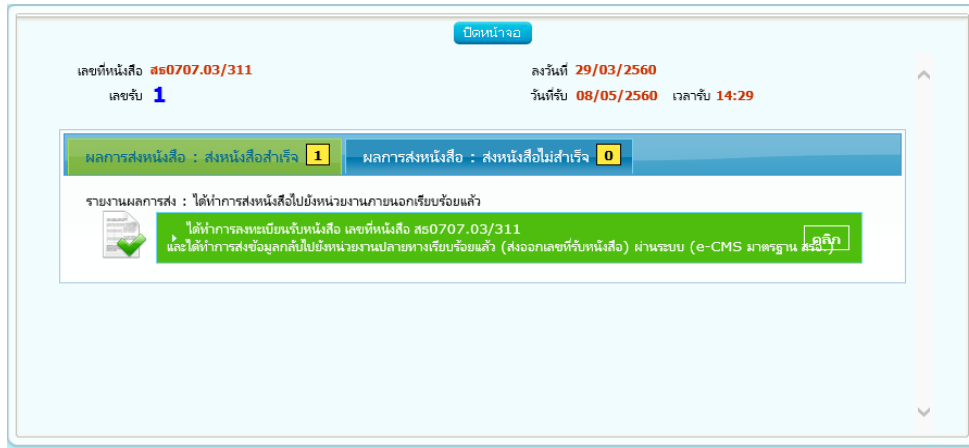 ปิดหน้าจอ
เลขที่หนังสือ สธ0707.03/311 ลงวันที่ 29/03/2560
เลขรับ 1 วันที่รับ 08/05/2560 เวลารับ 14:29
ผลการส่งหนังสือ : ส่งหนังสือสำเร็จ 1 ผลการส่งหนังสือ : ส่งหนังสือไม่สำเร็จ 0
รายงานผลการส่ง : ได้ทำการส่งหนังสือไปยังหน่วยงานภายนอกเรียบร้อยแล้ว
ได้ทำการลงทะเบียนรับหนังสือ เลขที่หนังสือ สธ0707.03/311
และได้ทำการส่งข้อมูลกลับไปยังหน่วยงานปลายทางเรียบร้อยแล้ว (ส่งออกเลขที่รับหนังสือ) ผ่านระบบ (e-CMS มาตรฐาน สรอ.)
คลิก